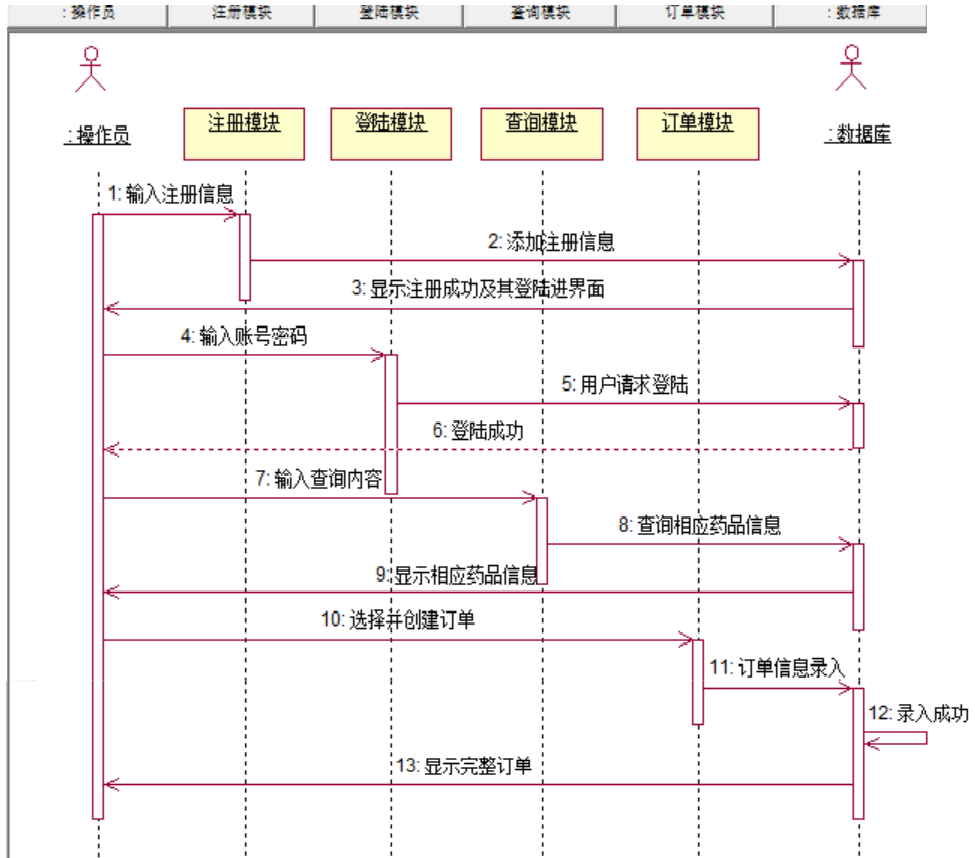 : 操作员 注册模块 登陆模块 查询模块 订单模块 : 数据库
: 操作员 注册模块 登陆模块 查询模块 订单模块 : 数据库
1: 输入注册信息
2: 添加注册信息
3: 显示注册成功及其登陆进界面
4: 输入账号密码
5: 用户请求登陆
6: 登陆成功
7: 输入查询内容
8: 查询相应药品信息
9: 显示相应药品信息
10: 选择并创建订单
11: 订单信息录入
12: 录入成功
13: 显示完整订单